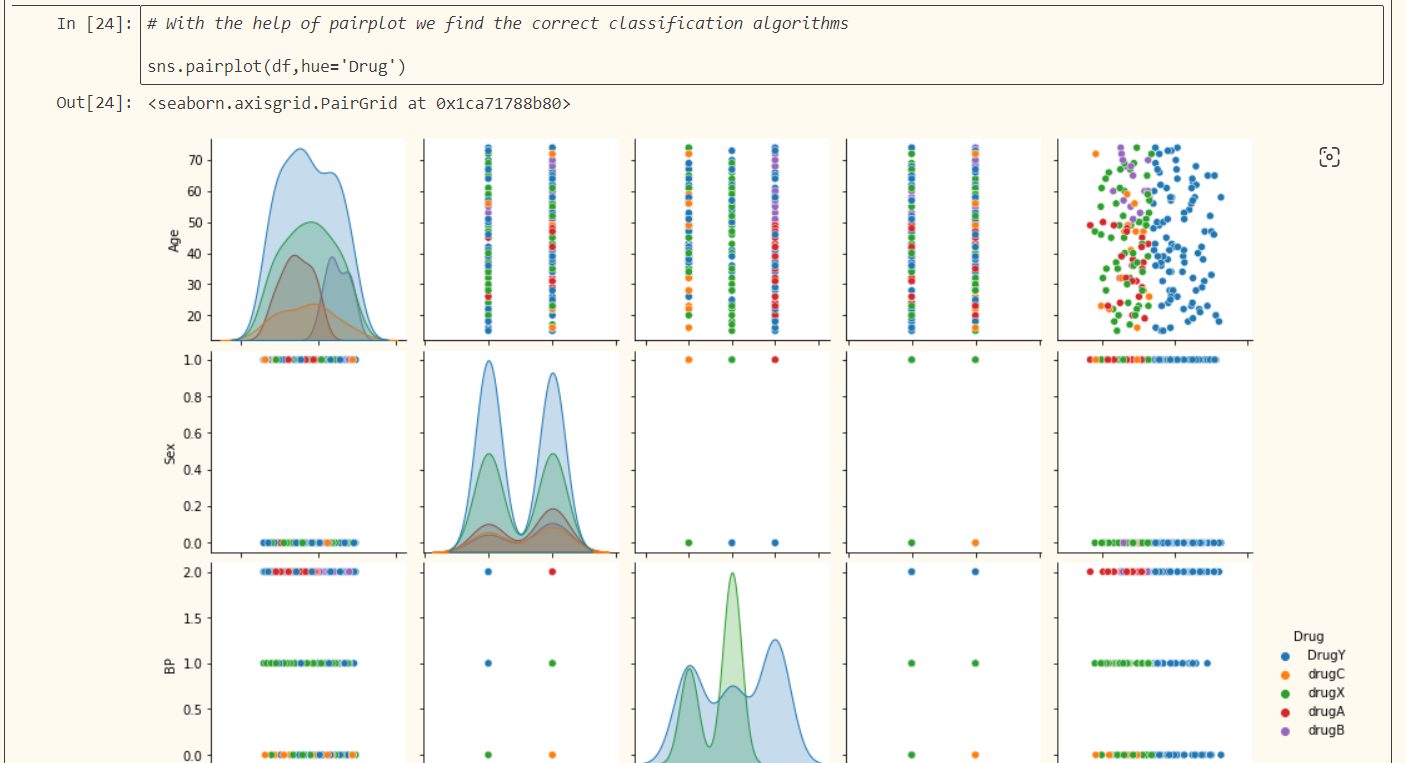 In [24]: # With the help of pairplot we find the correct classification algorithms
sns.pairplot(df,hue='Drug')
Out[24]: <seaborn.axisgrid.PairGrid at 0x1ca71788b80>
70
60
50
40
30
20
Age
1.0
0.8
0.6
0.4
0.2
0.0
Sex
2.0
1.5
1.0
0.5
0.0
BP
Drug
DrugY
drugC
drugX
drugA
drugB